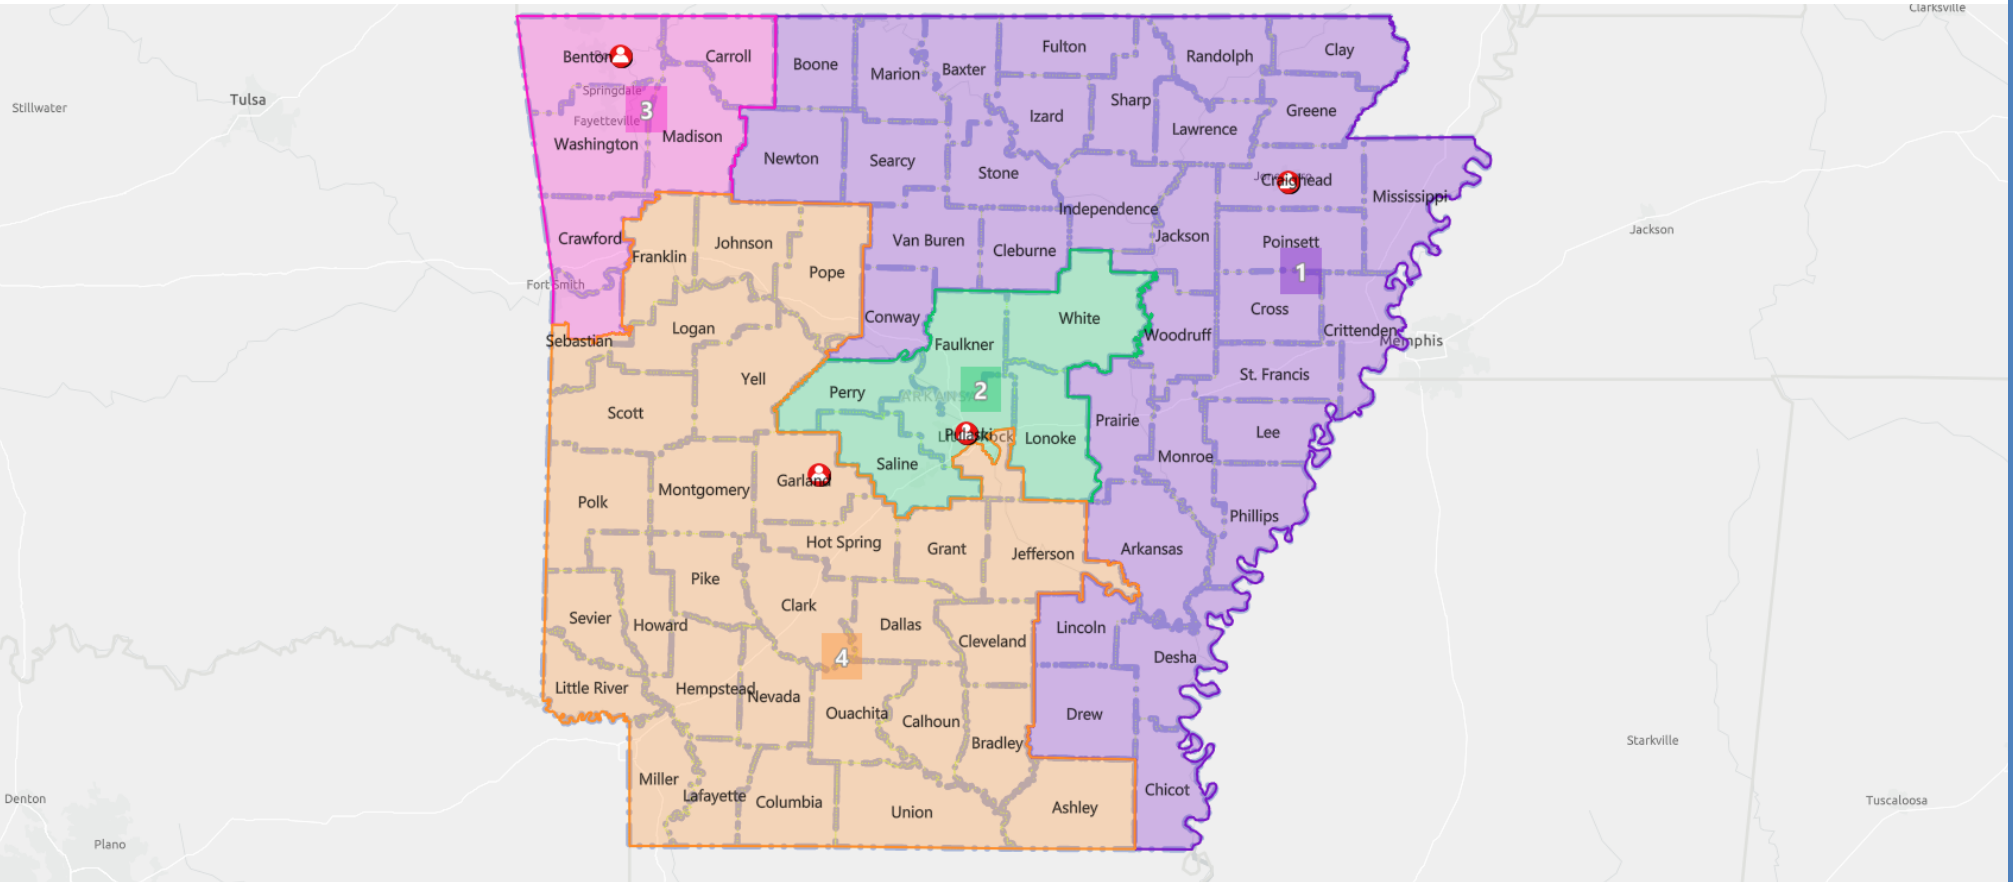 Clarksville
Benton
Carroll
Boone
Marion
Baxter
Fulton
Randolph
Clay
Stillwater
Tulsa
Springdale
3
Fayetteville
Washington
Madison
Izard
Sharp
Lawrence
Greene
Newton
Searcy
Stone
Craighead
Mississippi
Independence
Jackson
Jackson
Crawford
Franklin
Johnson
Pope
Van Buren
Cleburne
Poinsett
1
Fort Smith
Logan
Conway
White
Cross
Sebastian
Faulkner
Woodruff
Crittenden
Memphis
Yell
Perry
ARKANSAS
2
St. Francis
Scott
Prairie
Pulaski
Lonoke
Lee
Saline
Monroe
Garland
Polk
Montgomery
Phillips
Hot Spring
Grant
Jefferson
Arkansas
Pike
Clark
Sevier
Howard
Dallas
Cleveland
Lincoln
4
Desha
Little River
Hempstead
Nevada
Ouachita
Calhoun
Drew
Bradley
Starkville
Miller
Lafayette
Columbia
Union
Ashley
Chicot
Denton
Tuscaloosa
Plano